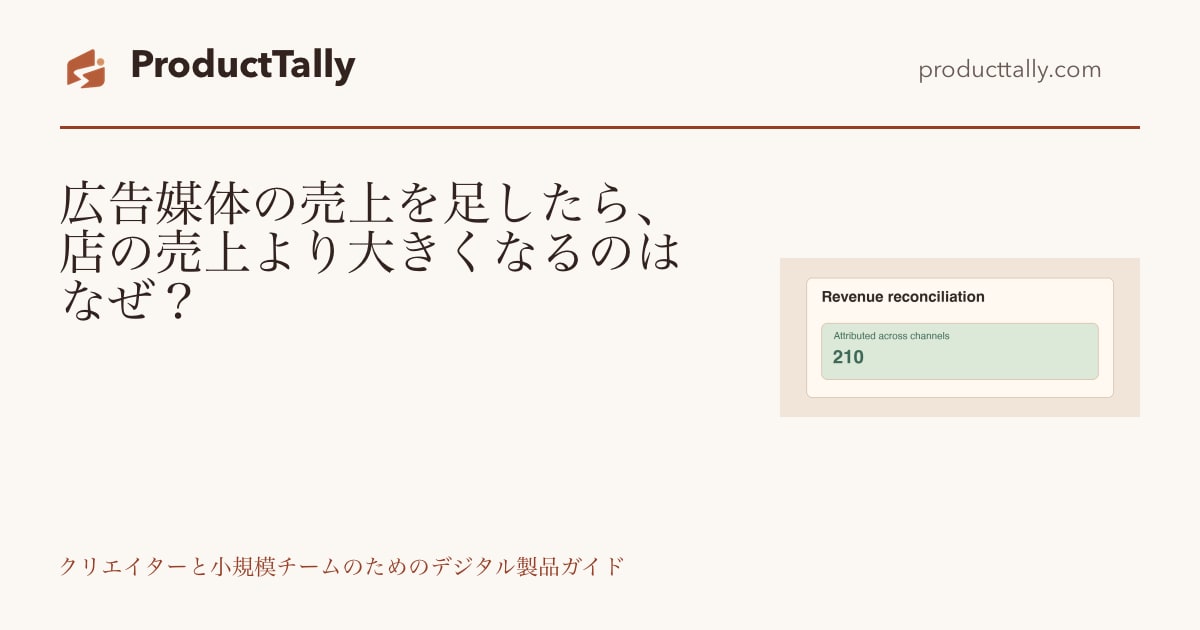 ProductTally
producttally.com
広告媒体の売上を足したら、
店の売上より大きくなるのは
なぜ？
Revenue reconciliation
Attributed across channels
210
クリエイターと小規模チームのためのデジタル製品ガイド